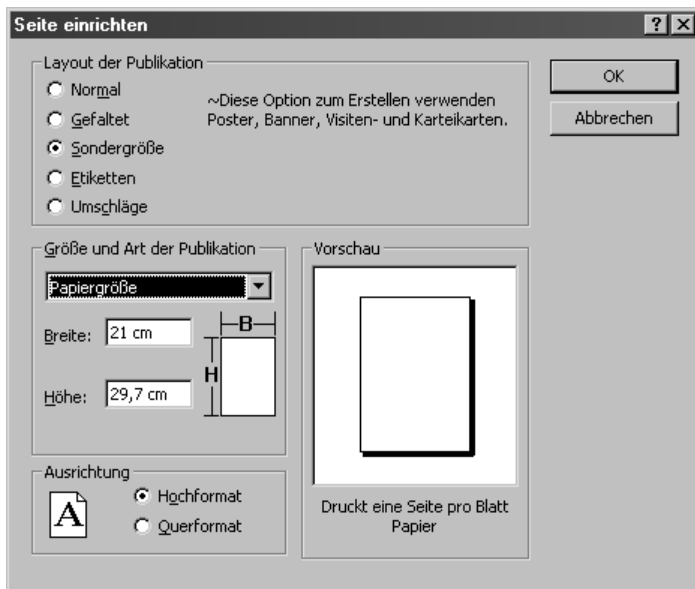 Seite einrichten
Layout der Publikation
Normal
Gefaltet
Sondergröße
Etiketten
Umschläge
~Diese Option zum Erstellen verwenden
Poster, Banner, Visiten- und Karteikarten.
OK
Abbrechen
Größe und Art der Publikation
Papiergröße
Breite: 21 cm
Höhe: 29,7 cm
B
H
Vorschau
Druckt eine Seite pro Blatt
Papier
Ausrichtung
A
Hochformat
Querformat